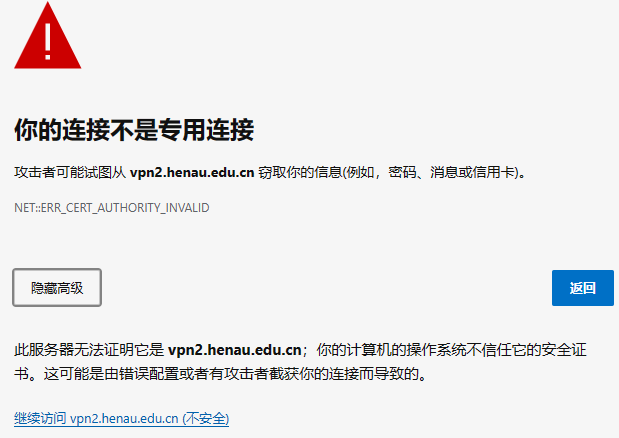 你的连接不是专用连接
攻击者可能试图从 vpn2.henau.edu.cn 窃取你的信息(例如，密码、消息或信用卡)。
NET::ERR_CERT_AUTHORITY_INVALID
隐藏高级
返回
此服务器无法证明它是 vpn2.henau.edu.cn；你的计算机的操作系统不信任它的安全证
书。这可能是由错误配置或者有攻击者截获你的连接而导致的。
继续访问 vpn2.henau.edu.cn (不安全)